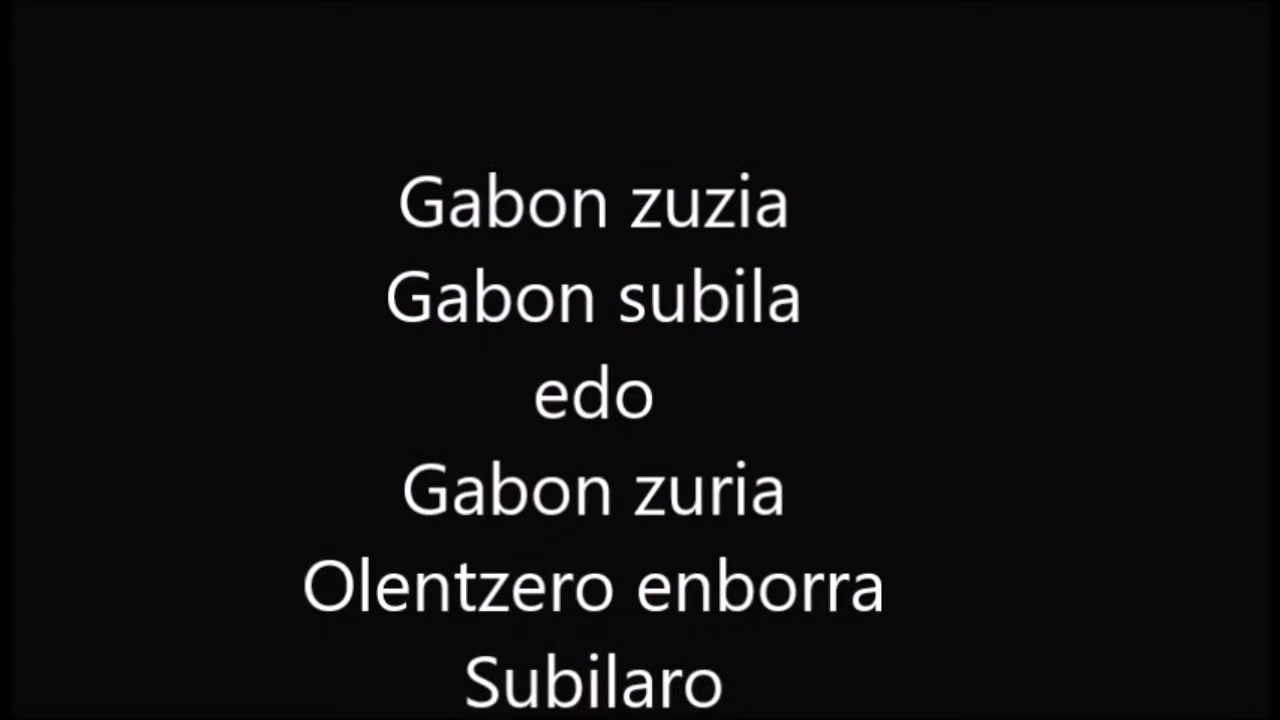 Gabon zuzia
Gabon subila
edo
Gabon zuria
Olentzero enborra
Subilaro